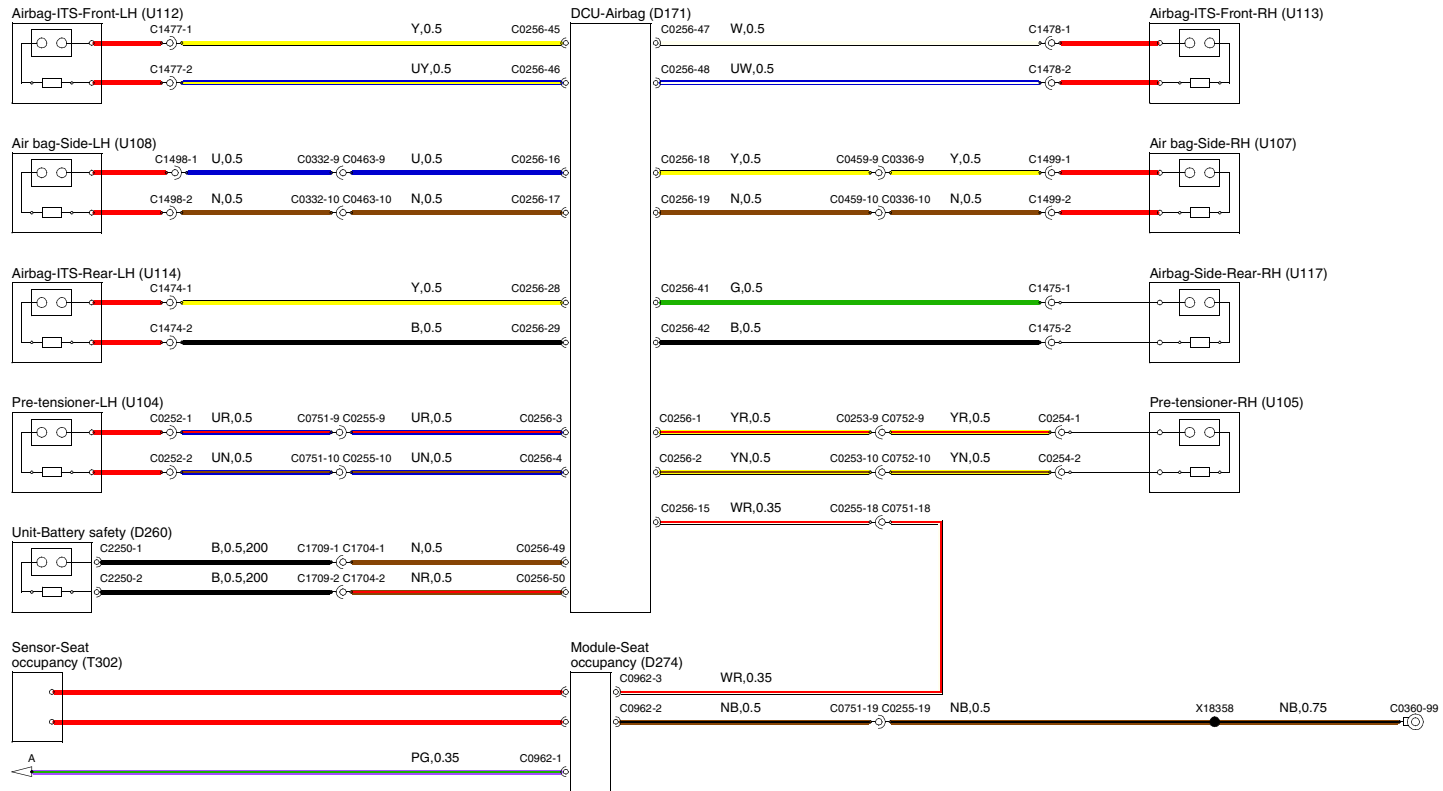 Airbag-ITS-Front-LH (U112) DCU-Airbag (D171) Airbag-ITS-Front-RH (U113)
C1477-1 Y,0.5 C0256-45 C0256-47 W,0.5 C1478-1
C1477-2 UY,0.5 C0256-46 C0256-48 UW,0.5 C1478-2
Air bag-Side-LH (U108) Air bag-Side-RH (U107)
C1498-1 U,0.5 C0332-9 C0463-9 U,0.5 C0256-16 C0256-18 Y,0.5 C0459-9 C0336-9 Y,0.5 C1499-1
C1498-2 N,0.5 C0332-10 C0463-10 N,0.5 C0256-17 C0256-19 N,0.5 C0459-10 C0336-10 N,0.5 C1499-2
Airbag-ITS-Rear-LH (U114) Airbag-Side-Rear-RH (U117)
C1474-1 Y,0.5 C0256-28 C0256-41 G,0.5 C1475-1
C1474-2 B,0.5 C0256-29 C0256-42 B,0.5 C1475-2
Pre-tensioner-LH (U104) Pre-tensioner-RH (U105)
C0252-1 UR,0.5 C0751-9 C0255-9 UR,0.5 C0256-3 C0256-1 YR,0.5 C0253-9 C0752-9 YR,0.5 C0254-1
C0252-2 UN,0.5 C0751-10 C0255-10 UN,0.5 C0256-4 C0256-2 YN,0.5 C0253-10 C0752-10 YN,0.5 C0254-2
C0256-15 WR,0.35 C0255-18 C0751-18
Unit-Battery safety (D260)
C2250-1 B,0.5,200 C1709-1 C1704-1 N,0.5 C0256-49
C2250-2 B,0.5,200 C1709-2 C1704-2 NR,0.5 C0256-50
Sensor-Seat Module-Seat
occupancy (T302) occupancy (D274)
C0962-3 WR,0.35
C0962-2 NB,0.5 C0751-19 C0255-19 NB,0.5 X18358 NB,0.75 C0360-99
A PG,0.35 C0962-1